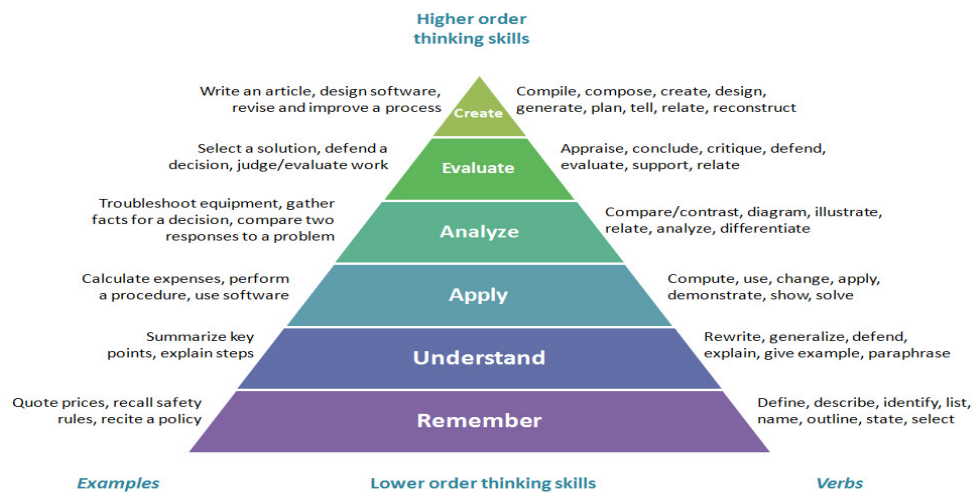 Higher order
thinking skills
Write an article, design software,
revise and improve a process
Create
Compile, compose, create, design,
generate, plan, tell, relate, reconstruct
Select a solution, defend a
decision, judge/evaluate work
Evaluate
Appraise, conclude, critique, defend,
evaluate, support, relate
Troubleshoot equipment, gather
facts for a decision, compare two
responses to a problem
Analyze
Compare/contrast, diagram, illustrate,
relate, analyze, differentiate
Calculate expenses, perform
a procedure, use software
Apply
Compute, use, change, apply,
demonstrate, show, solve
Summarize key
points, explain steps
Understand
Rewrite, generalize, defend,
explain, give example, paraphrase
Quote prices, recall safety
rules, recite a policy
Remember
Define, describe, identify, list,
name, outline, state, select
Examples
Lower order thinking skills
Verbs